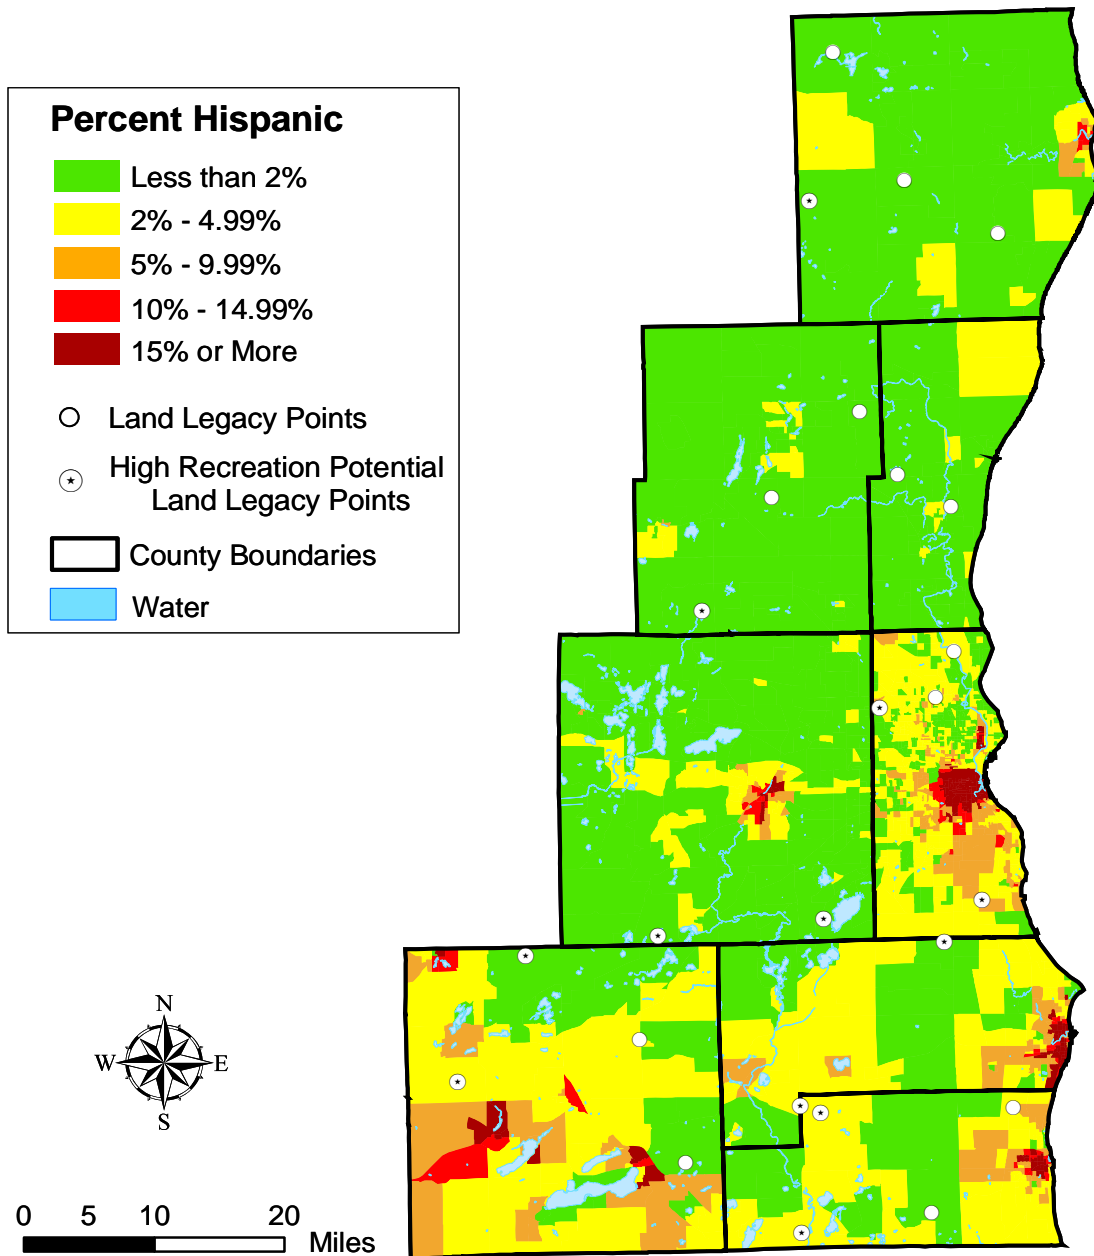 Percent Hispanic
Less than 2%
2% - 4.99%
5% - 9.99%
10% - 14.99%
15% or More
Land Legacy Points
High Recreation Potential
Land Legacy Points
County Boundaries
Water
N
W E
S
0 5 10 20
Miles